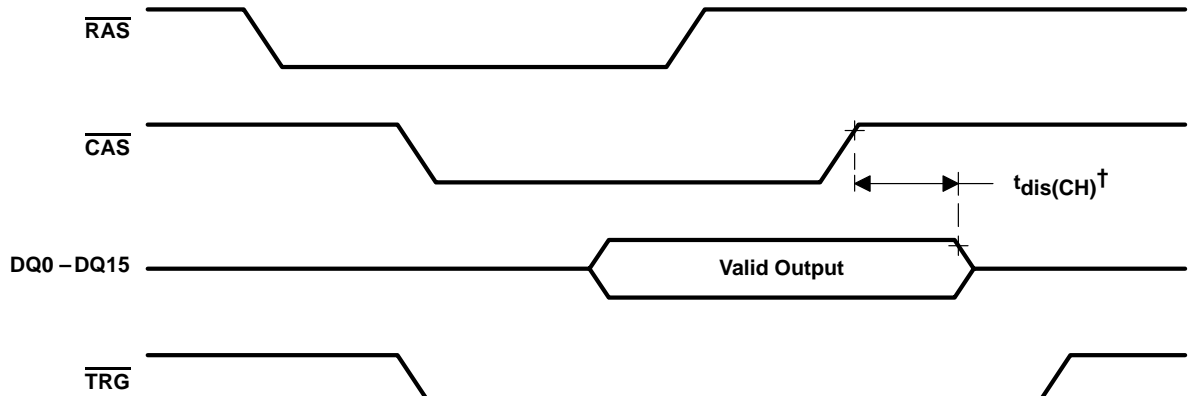 RAS
CAS
tdis(CH)†
DQ0 – DQ15
Valid Output
TRG